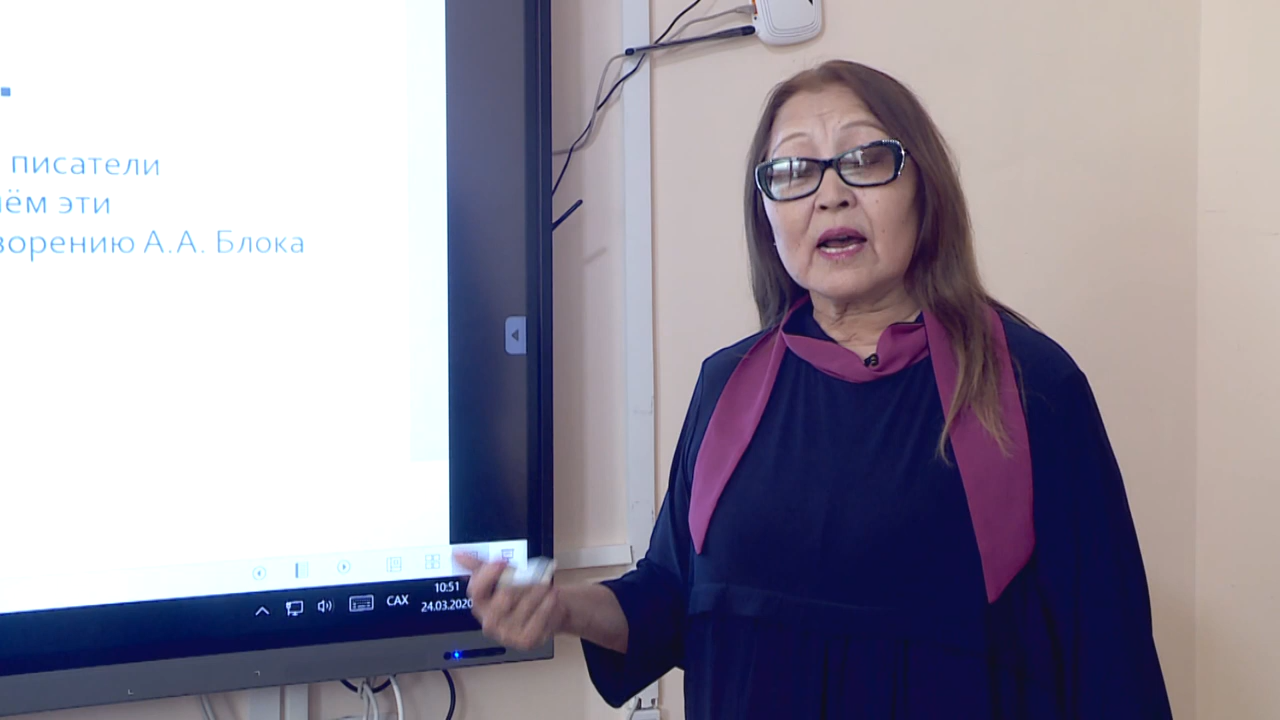 писатели
ём эти
ворению А.А. Блока
10:51
САХ
24.03.2020